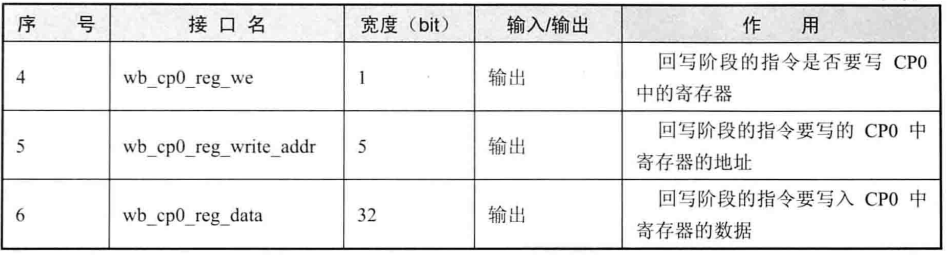 序 号 接 口 名 宽度（bit） 输入/输出 作 用
4 wb_cp0_reg_we 1 输出 回写阶段的指令是否要写 CP0
中的寄存器
5 wb_cp0_reg_write_addr 5 输出 回写阶段的指令要写的 CP0 中
寄存器的地址
6 wb_cp0_reg_data 32 输出 回写阶段的指令要写入 CP0 中
寄存器的数据